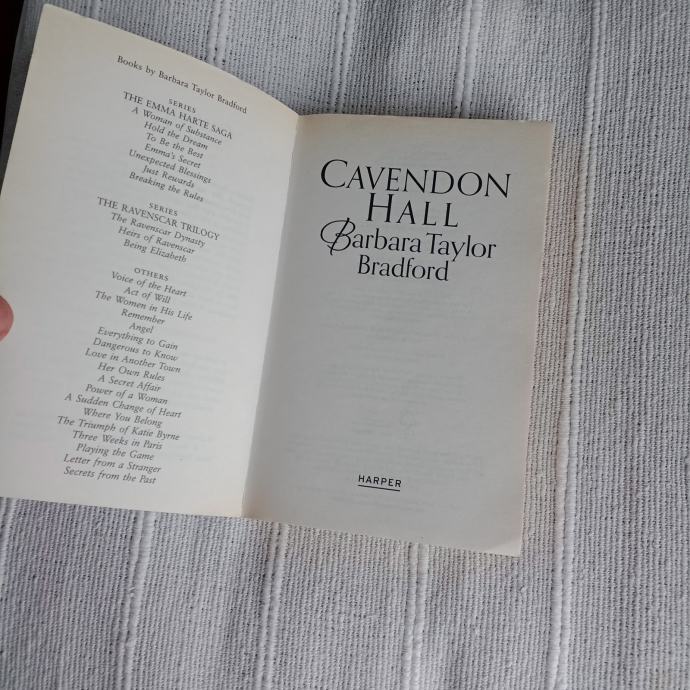 Books by Barbara Taylor Bradford
SERIES
THE EMMA HARTE SAGA
A Woman of Substance
Hold the Dream
To Be the Best
Emma's Secret
Unexpected Blessings
Just Rewards
Breaking the Rules
SERIES
THE RAVENSCAR TRILOGY
The Ravenscar Dynasty
Heirs of Ravenscar
Being Elizabeth
OTHERS
Voice of the Heart
Act of Will
The Women in His Life
Remember
Angel
Everything to Gain
Dangerous to Know
Love in Another Town
Her Own Rules
A Secret Affair
Power of a Woman
A Sudden Change of Heart
Where You Belong
The Triumph of Katie Byrne
Three Weeks in Paris
Playing the Game
Letter from a Stranger
Secrets from the Past
CAVENDON
HALL
Barbara Taylor
Bradford
HARPER